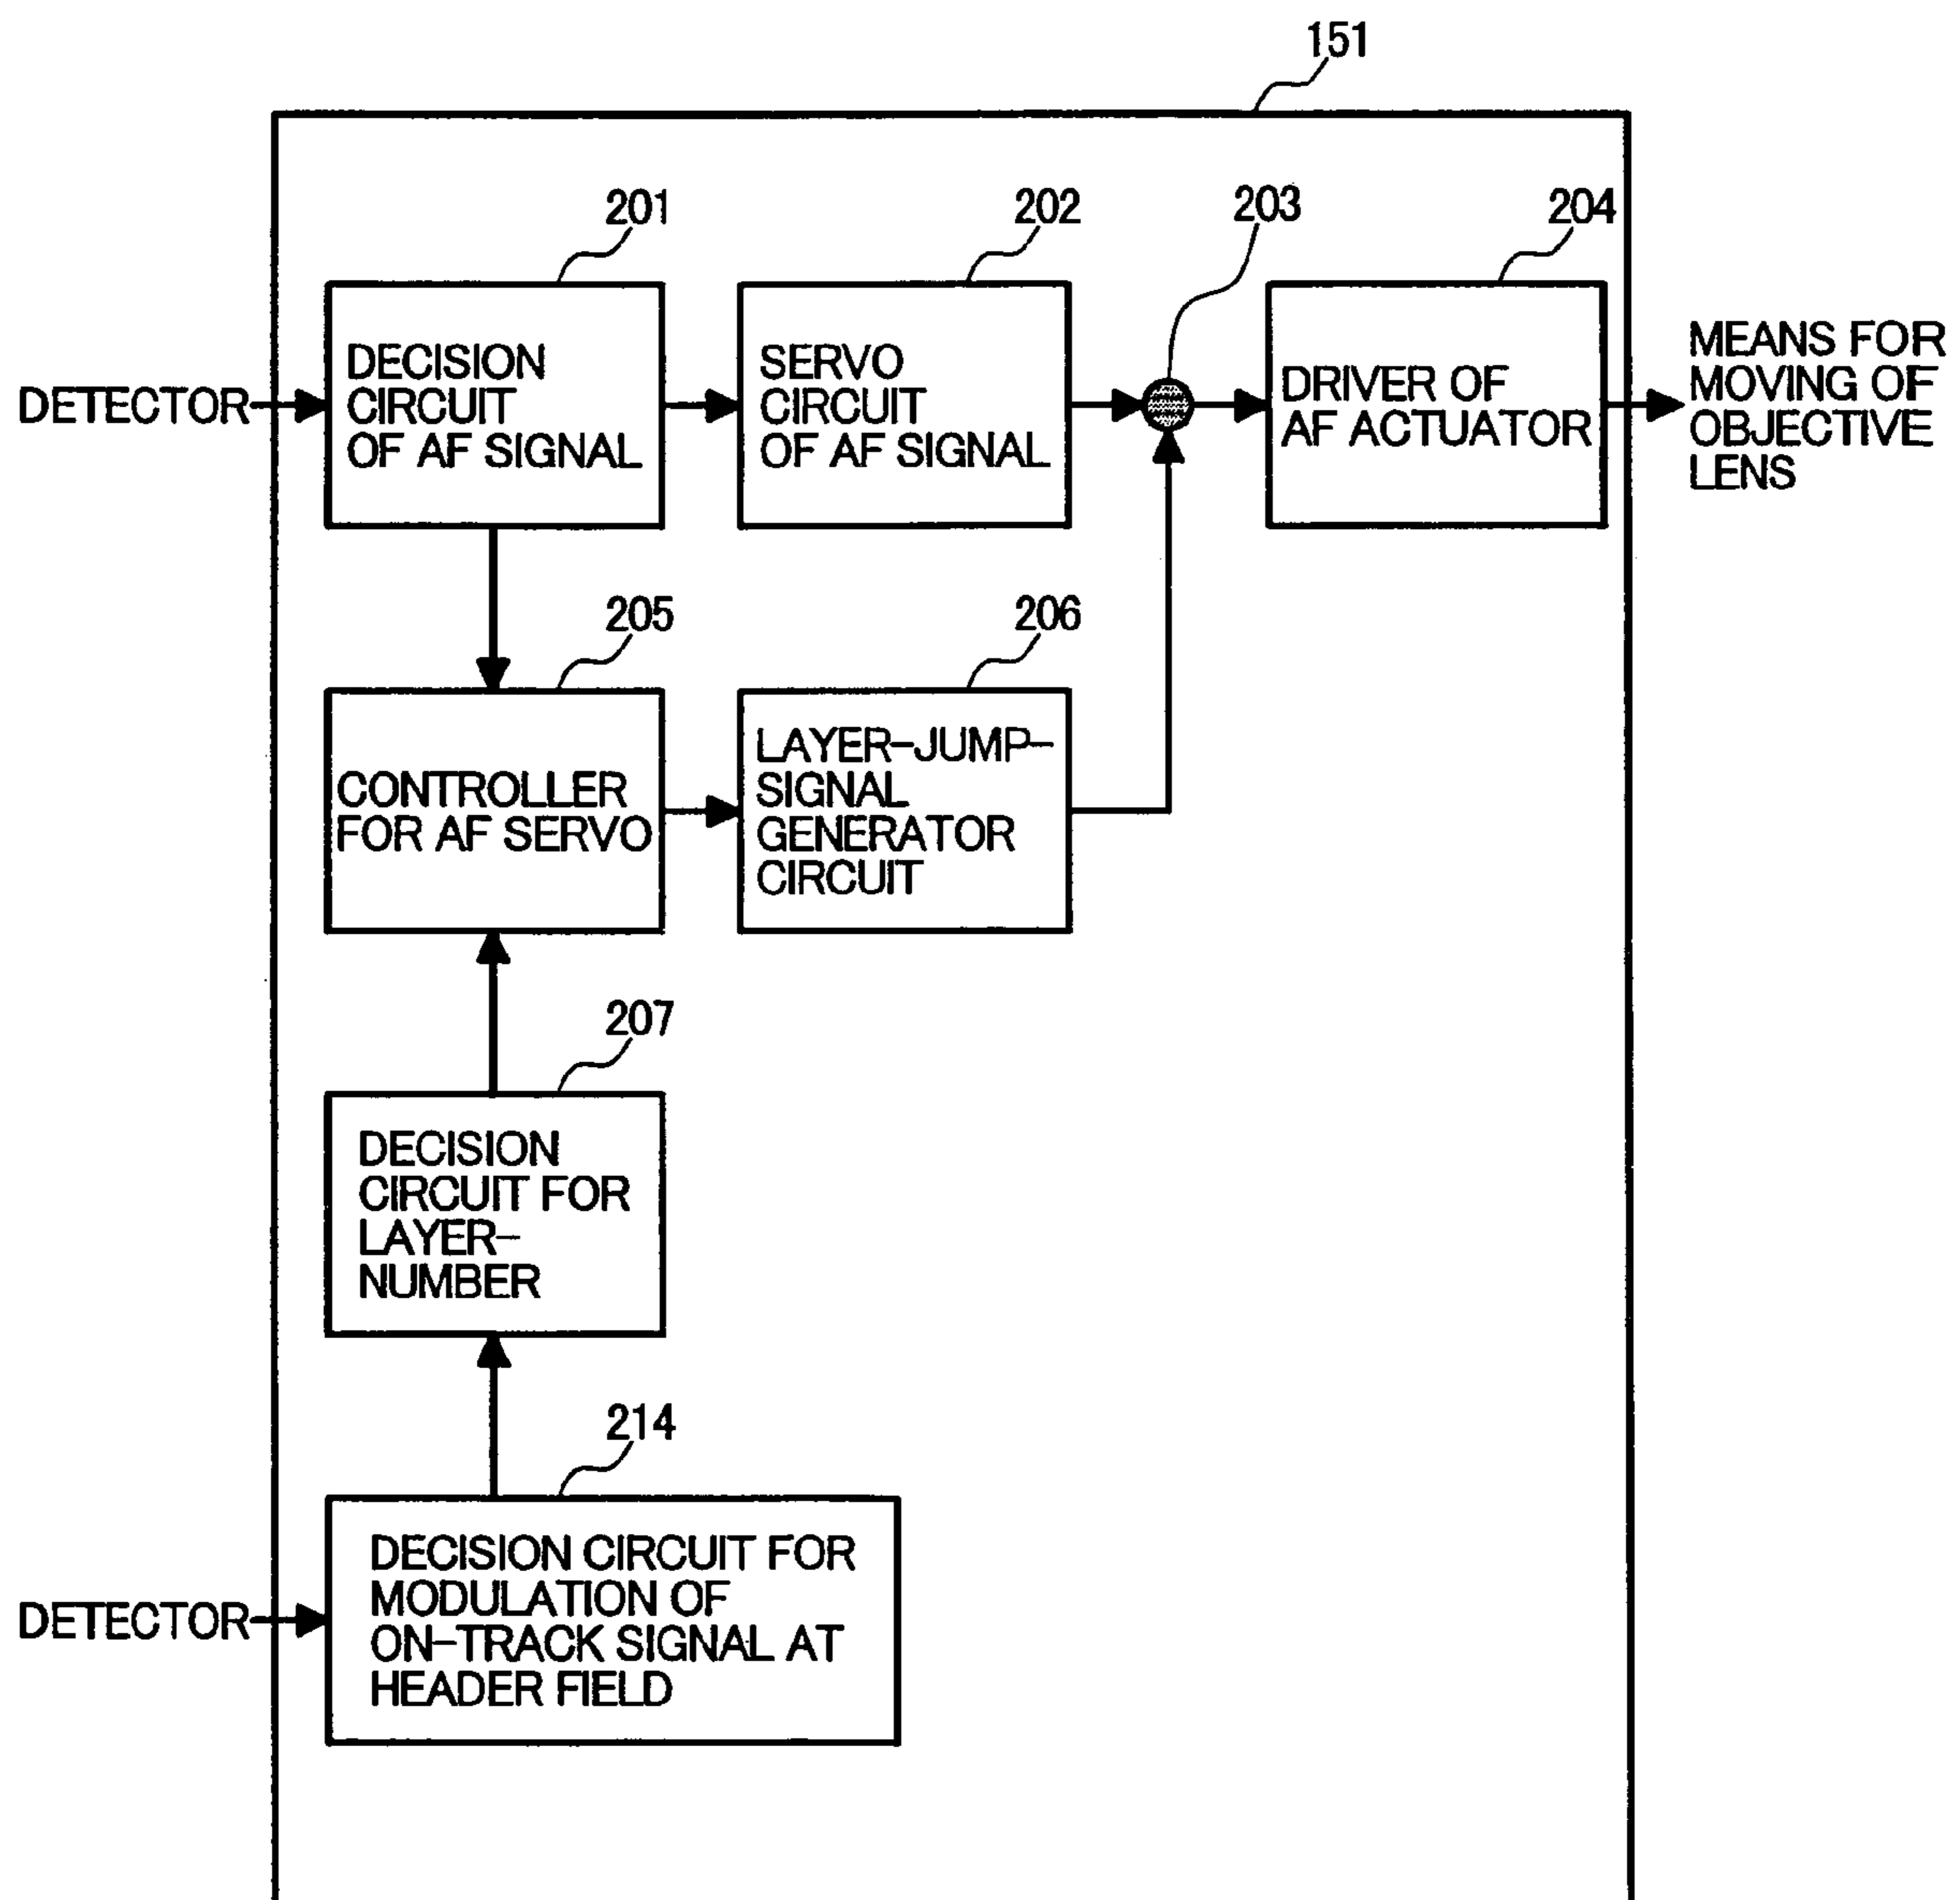 151
201
202
203
204
DETECTOR
DECISION
CIRCUIT
OF AF SIGNAL
SERVO
CIRCUIT
OF AF SIGNAL
DRIVER OF
AF ACTUATOR
MEANS FOR
MOVING OF
OBJECTIVE
LENS
205
206
CONTROLLER
FOR AF SERVO
LAYER-JUMP-
SIGNAL
GENERATOR
CIRCUIT
207
DECISION
CIRCUIT FOR
LAYER-
NUMBER
214
DETECTOR
DECISION CIRCUIT FOR
MODULATION OF
ON-TRACK SIGNAL AT
HEADER FIELD